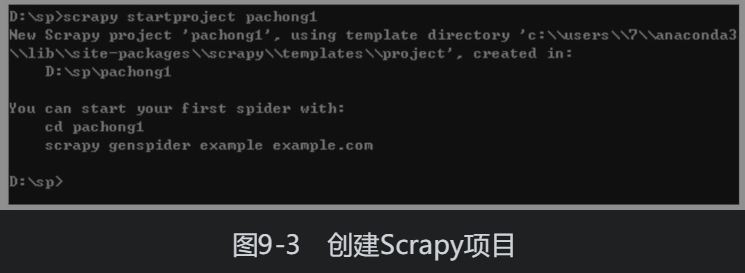 D:\sp>scrapy startproject pachong1
New Scrapy project 'pachong1', using template directory 'c:\\users\\7\\anaconda3
\\lib\\site-packages\\scrapy\\templates\\project', created in:
    D:\sp\pachong1

You can start your first spider with:
    cd pachong1
    scrapy genspider example example.com

D:\sp>
图9-3　创建Scrapy项目